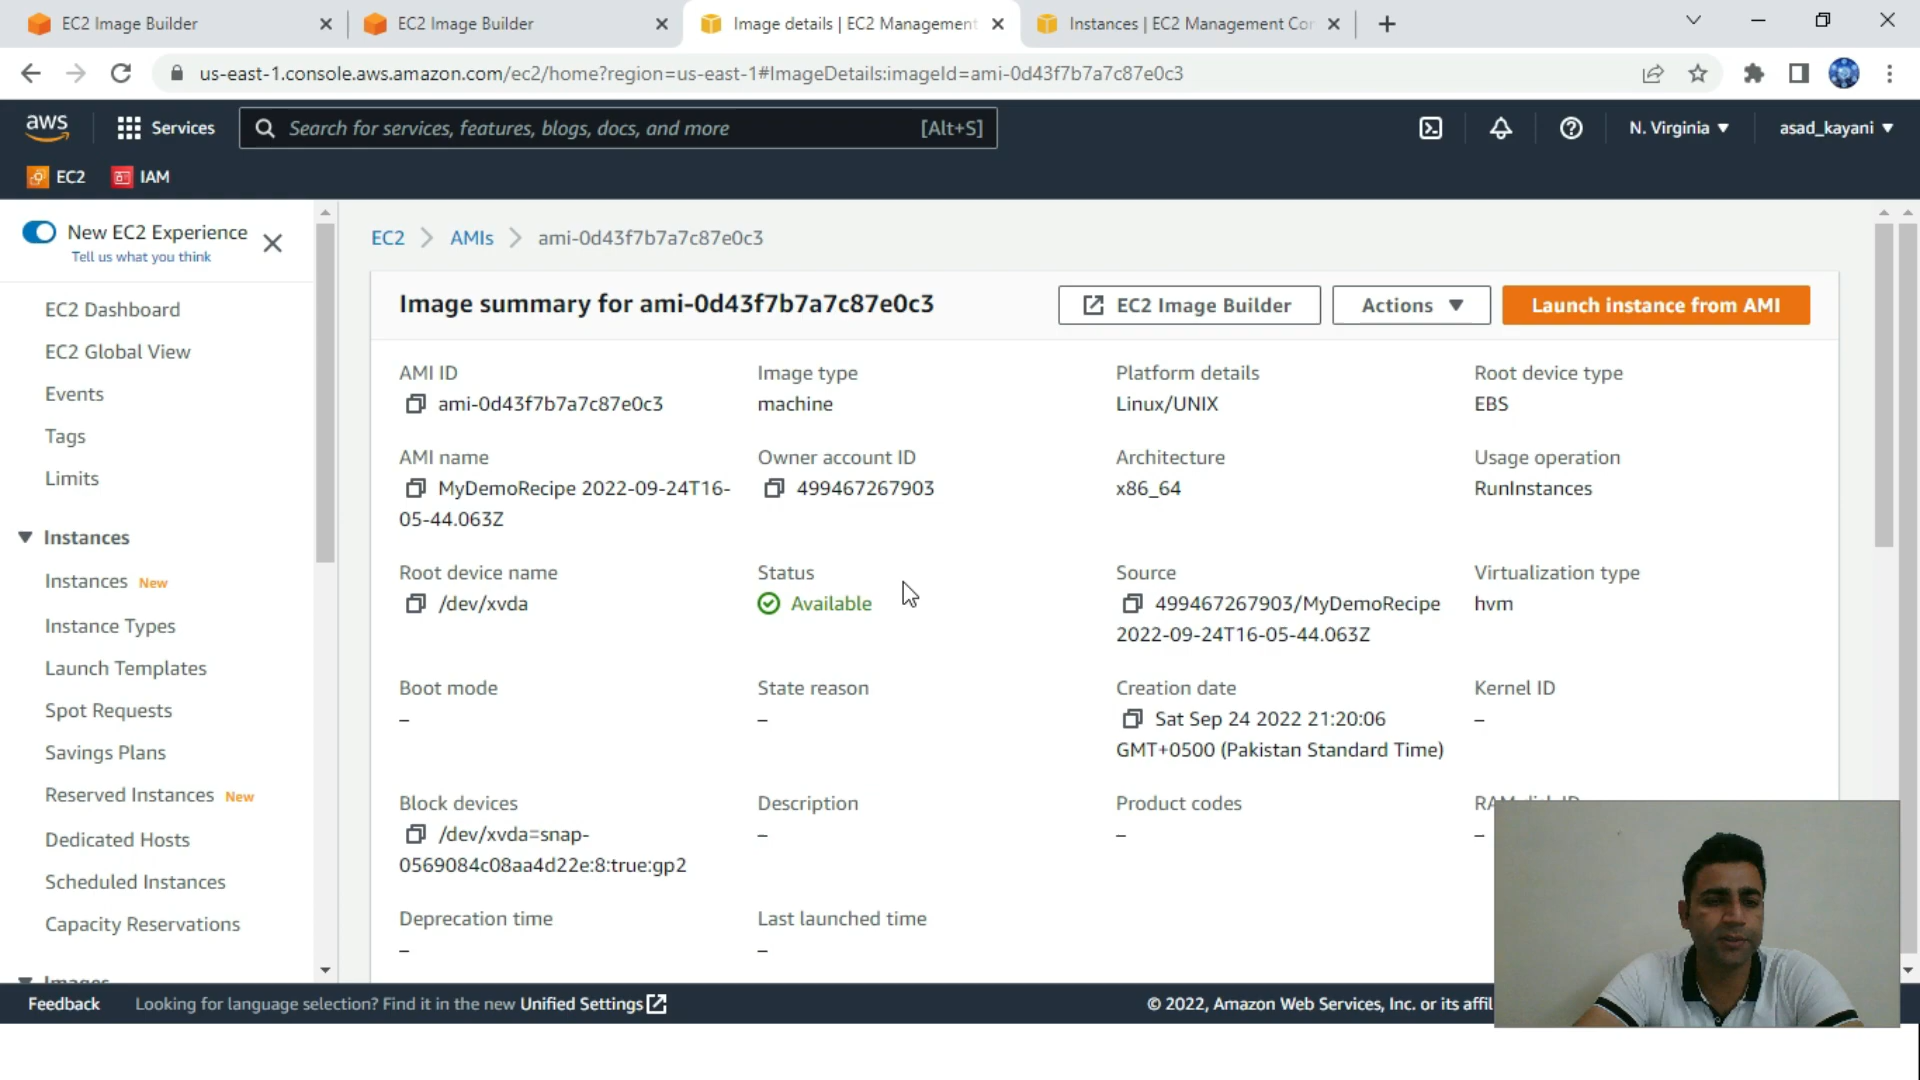 EC2 Image Builder
EC2 Image Builder
Image details | EC2 Management
Instances | EC2 Management Cor
us-east-1.console.aws.amazon.com/ec2/home?region=us-east-1#ImageDetails:imageId=ami-0d43f7b7a7c87e0c3
aws
Services
Search for services, features, blogs, docs, and more
[Alt+S]
N. Virginia
asad_kayani
EC2
IAM
New EC2 Experience
Tell us what you think
EC2 Dashboard
EC2 Global View
Events
Tags
Limits
Instances
Instances New
Instance Types
Launch Templates
Spot Requests
Savings Plans
Reserved Instances New
Dedicated Hosts
Scheduled Instances
Capacity Reservations
Images
EC2
AMIs
ami-0d43f7b7a7c87e0c3
Image summary for ami-0d43f7b7a7c87e0c3
EC2 Image Builder
Actions
Launch instance from AMI
AMI ID
ami-0d43f7b7a7c87e0c3
Image type
machine
Platform details
Linux/UNIX
Root device type
EBS
AMI name
MyDemoRecipe 2022-09-24T16-
05-44.063Z
Owner account ID
499467267903
Architecture
x86_64
Usage operation
RunInstances
Root device name
/dev/xvda
Status
Available
Source
499467267903/MyDemoRecipe
2022-09-24T16-05-44.063Z
Virtualization type
hvm
Boot mode
–
State reason
–
Creation date
Sat Sep 24 2022 21:20:06
GMT+0500 (Pakistan Standard Time)
Kernel ID
–
Block devices
/dev/xvda=snap-
0569084c08aa4d22e:8:true:gp2
Description
–
Product codes
–
RAM disk ID
–
Deprecation time
–
Last launched time
–
Feedback
Looking for language selection? Find it in the new Unified Settings
© 2022, Amazon Web Services, Inc. or its affil